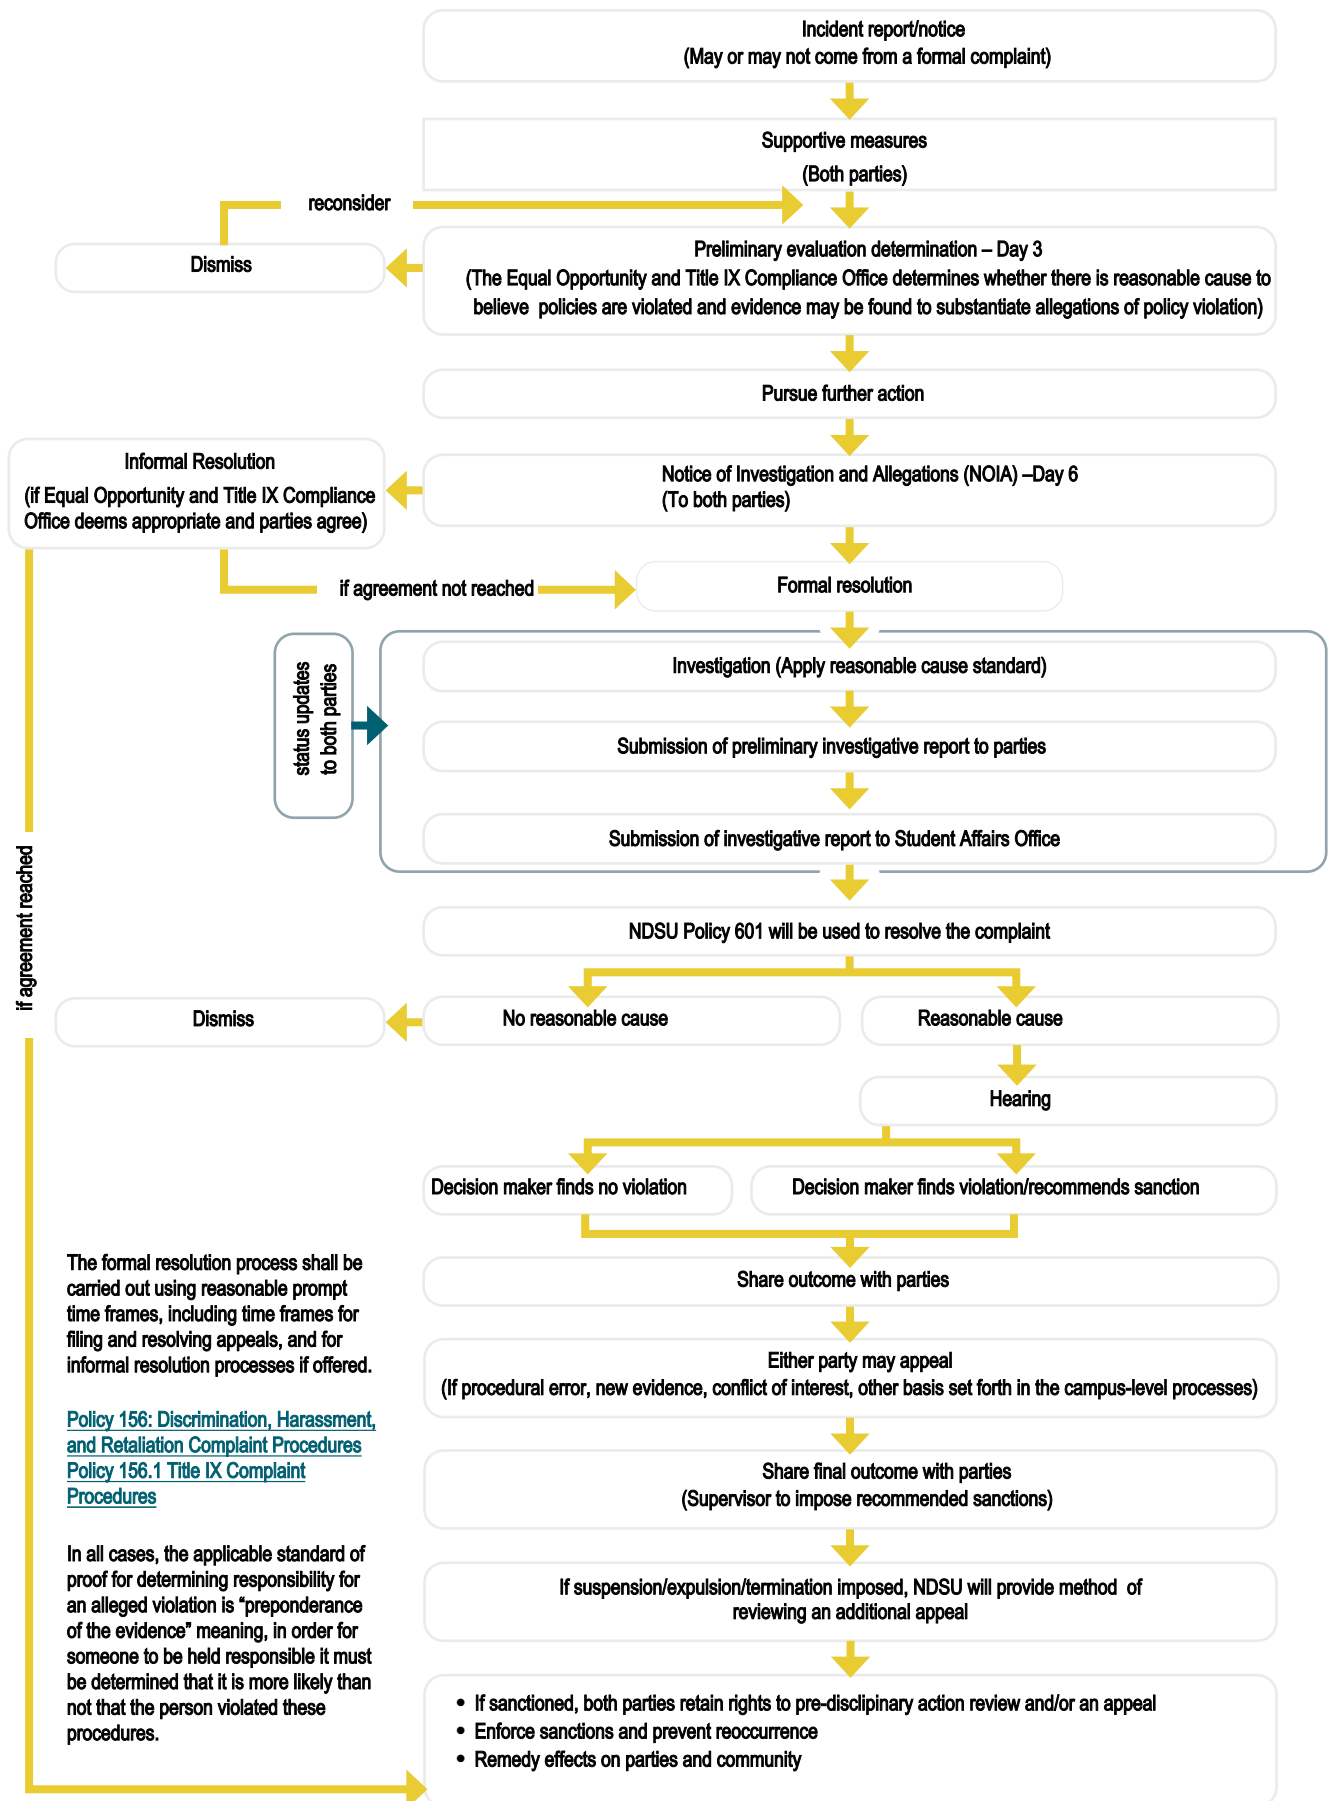 Incident report/notice
(May or may not come from a formal complaint)
Supportive measures
(Both parties)
reconsider
Dismiss
Preliminary evaluation determination – Day 3
(The Equal Opportunity and Title IX Compliance Office determines whether there is reasonable cause to
believe policies are violated and evidence may be found to substantiate allegations of policy violation)
Pursue further action
Informal Resolution
(if Equal Opportunity and Title IX Compliance
Office deems appropriate and parties agree)
Notice of Investigation and Allegations (NOIA) –Day 6
(To both parties)
if agreement not reached
Formal resolution
status updates
to both parties
Investigation (Apply reasonable cause standard)
Submission of preliminary investigative report to parties
Submission of investigative report to Student Affairs Office
if agreement reached
NDSU Policy 601 will be used to resolve the complaint
Dismiss
No reasonable cause
Reasonable cause
Hearing
Decision maker finds no violation
Decision maker finds violation/recommends sanction
Share outcome with parties
Either party may appeal
(If procedural error, new evidence, conflict of interest, other basis set forth in the campus-level processes)
Share final outcome with parties
(Supervisor to impose recommended sanctions)
If suspension/expulsion/termination imposed, NDSU will provide method of
reviewing an additional appeal
• If sanctioned, both parties retain rights to pre-disclipinary action review and/or an appeal
• Enforce sanctions and prevent reoccurrence
• Remedy effects on parties and community
The formal resolution process shall be
carried out using reasonable prompt
time frames, including time frames for
filing and resolving appeals, and for
informal resolution processes if offered.
Policy 156: Discrimination, Harassment,
and Retaliation Complaint Procedures
Policy 156.1 Title IX Complaint
Procedures
In all cases, the applicable standard of
proof for determining responsibility for
an alleged violation is “preponderance
of the evidence” meaning, in order for
someone to be held responsible it must
be determined that it is more likely than
not that the person violated these
procedures.